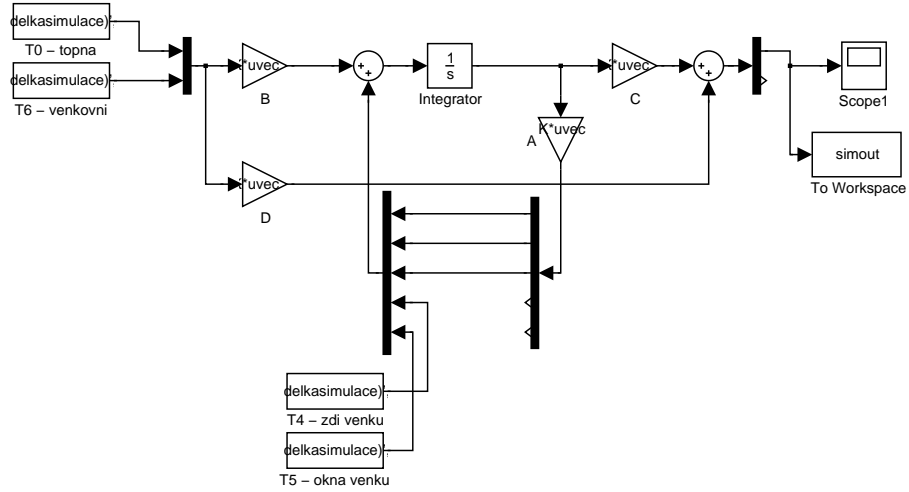 delkasimulace)
T0 – topna
delkasimulace)
T6 – venkovni
*uvec
B
+
+
1
s
Integrator
*uvec
C
+
+
Scope1
K*uvec
A
simout
To Workspace
*uvec
D
delkasimulace)'
T4 – zdi venku
delkasimulace)'
T5 – okna venku